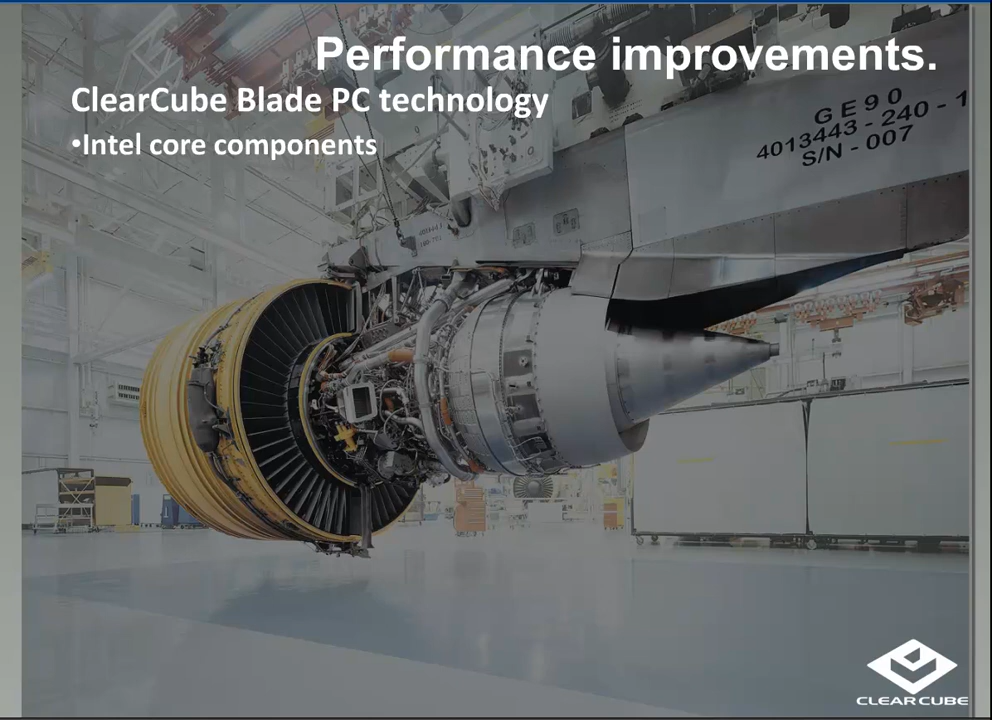 Performance improvements.
ClearCube Blade PC technology
•Intel core components
GE90
4013443-240-1
S/N-007
CLEARCUBE